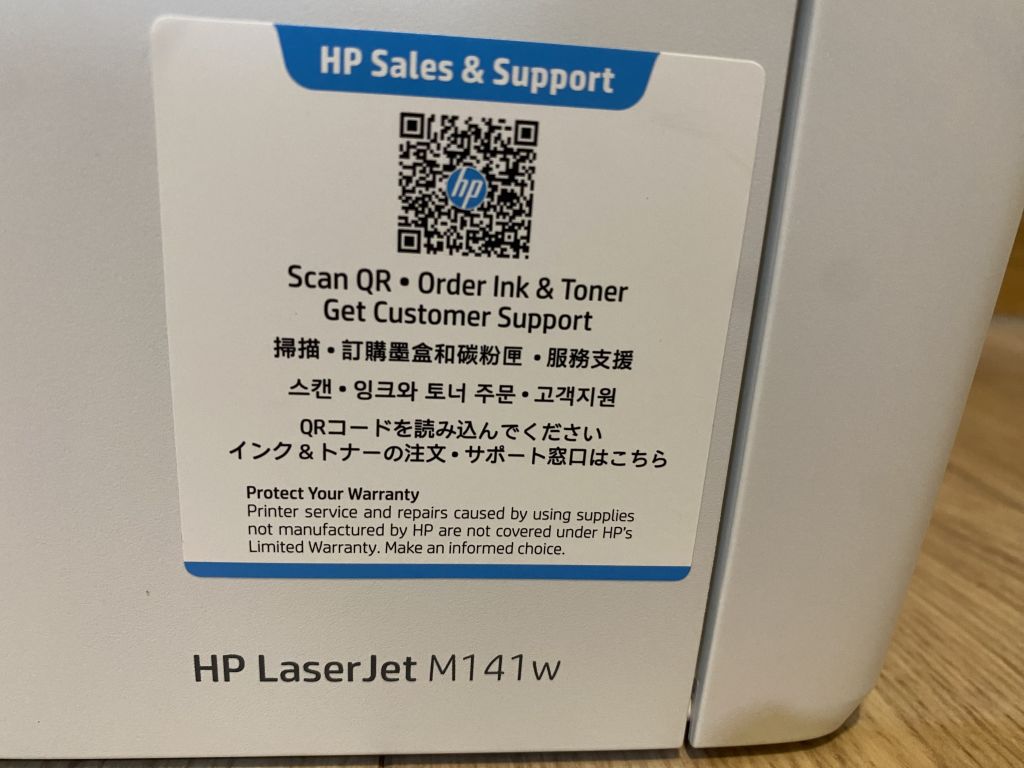 HP Sales & Support
hp
Scan QR • Order Ink & Toner
Get Customer Support
掃描 • 訂購墨盒和碳粉匣 • 服務支援
스캔 • 잉크와 토너 주문 • 고객지원
QRコードを読み込んでください
インク & トナーの注文 • サポート窓口はこちら
Protect Your Warranty
Printer service and repairs caused by using supplies
not manufactured by HP are not covered under HP's
Limited Warranty. Make an informed choice.
HP LaserJet M141w